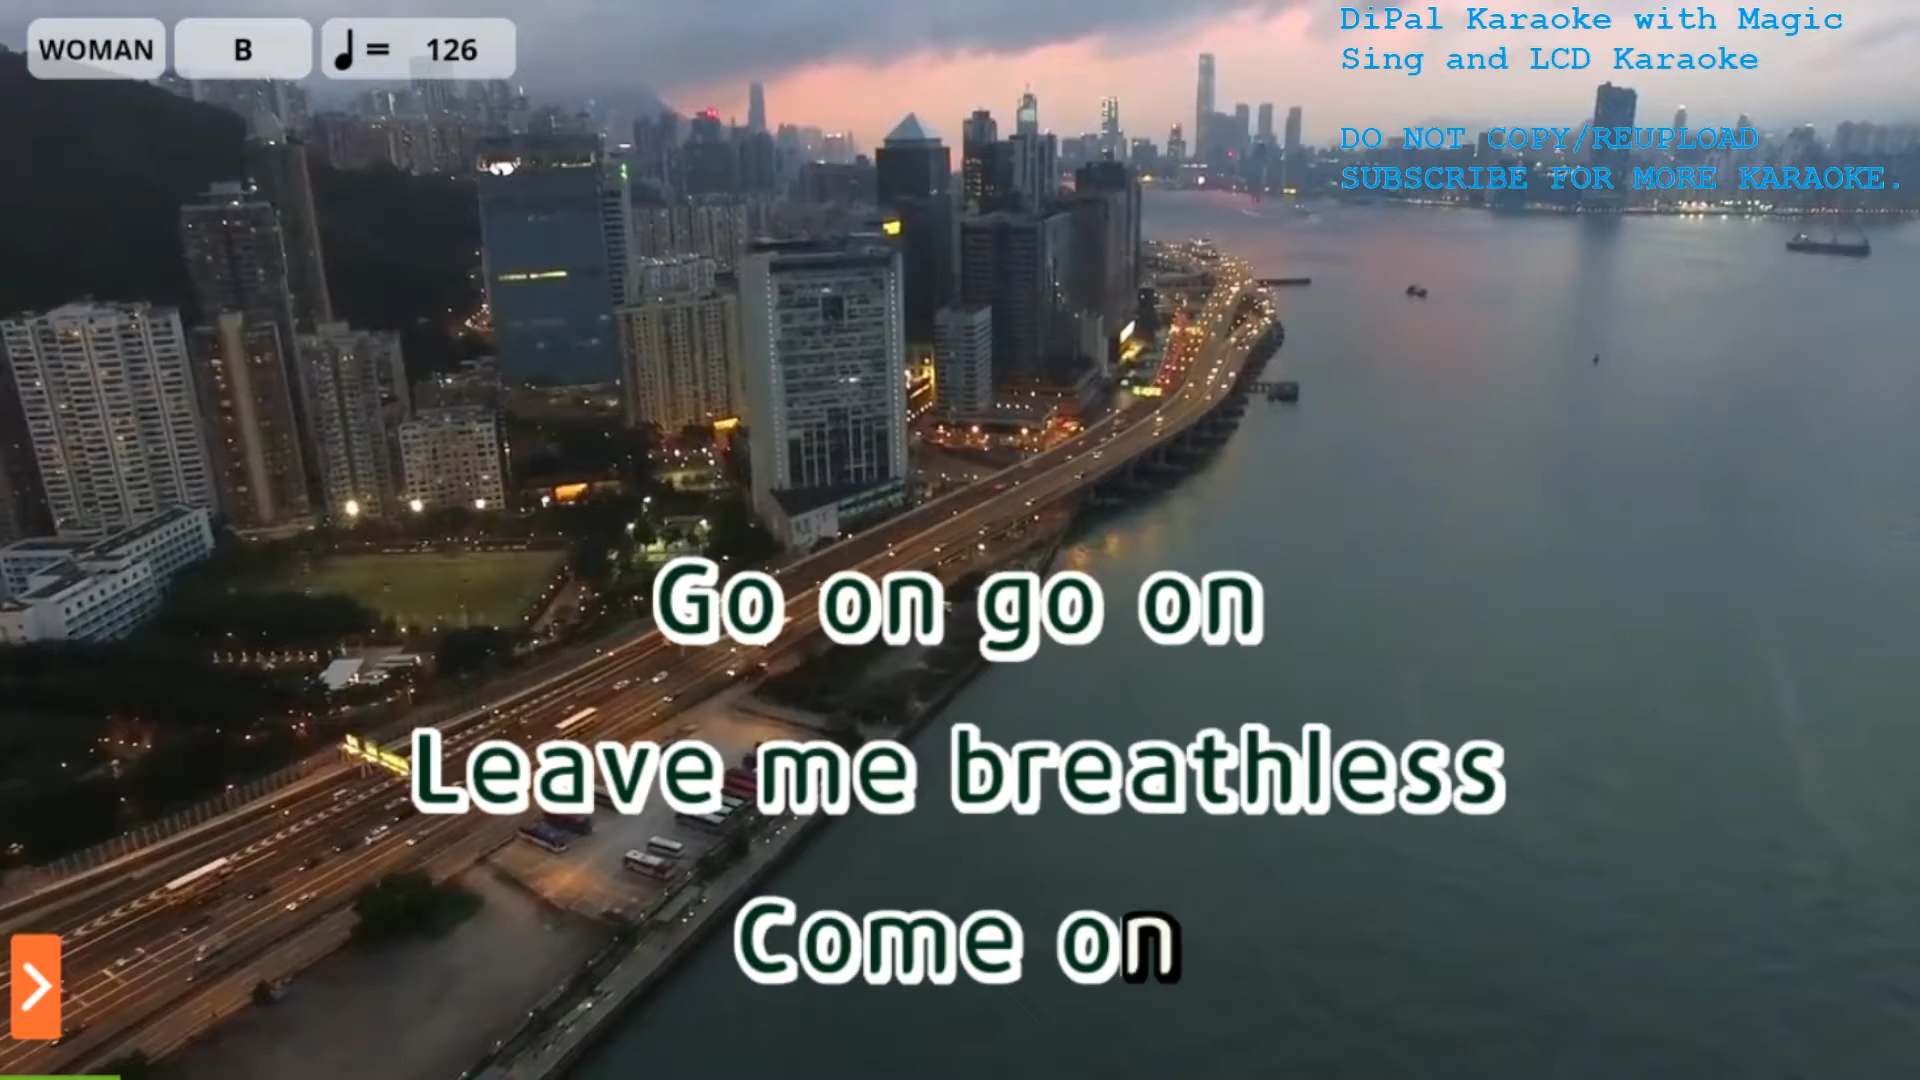 WOMAN B ♩= 126
DiPal Karaoke with Magic
Sing and LCD Karaoke
DO NOT COPY/REUPLOAD
SUBSCRIBE FOR MORE KARAOKE.
Go on go on
Leave me breathless
Come on